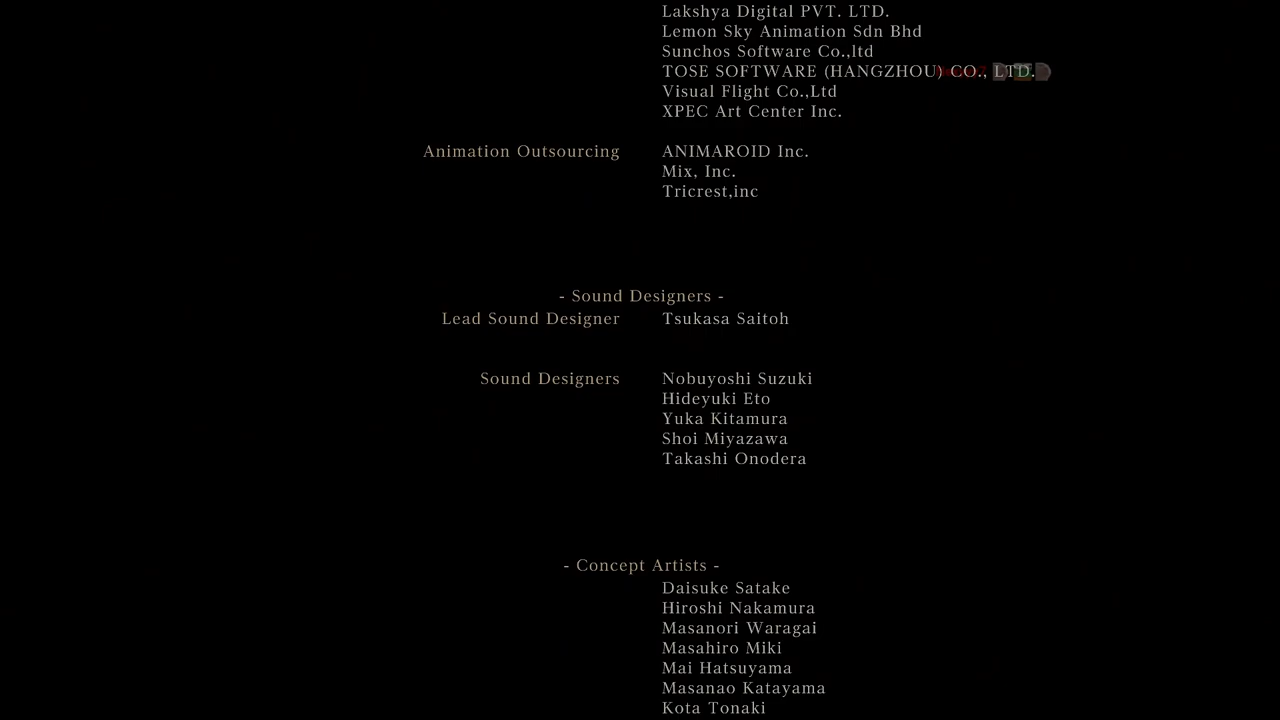 Lakshya Digital PVT. LTD.
Lemon Sky Animation Sdn Bhd
Sunchos Software Co.,ltd
TOSE SOFTWARE (HANGZHOU) CO., LTD.
Visual Flight Co.,Ltd
XPEC Art Center Inc.
Animation Outsourcing ANIMAROID Inc.
Mix, Inc.
Tricrest,inc
- Sound Designers -
Lead Sound Designer Tsukasa Saitoh
Sound Designers Nobuyoshi Suzuki
Hideyuki Eto
Yuka Kitamura
Shoi Miyazawa
Takashi Onodera
- Concept Artists -
Daisuke Satake
Hiroshi Nakamura
Masanori Waragai
Masahiro Miki
Mai Hatsuyama
Masanao Katayama
Kota Tonaki